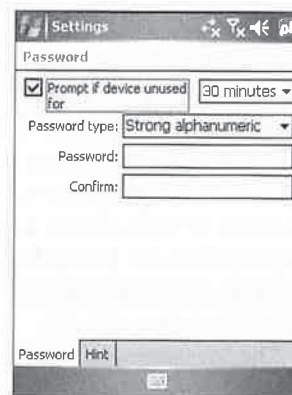 Settings
Password
Prompt if device unused for
30 minutes
Password type: Strong alphanumeric
Password:
Confirm:
Password Hint